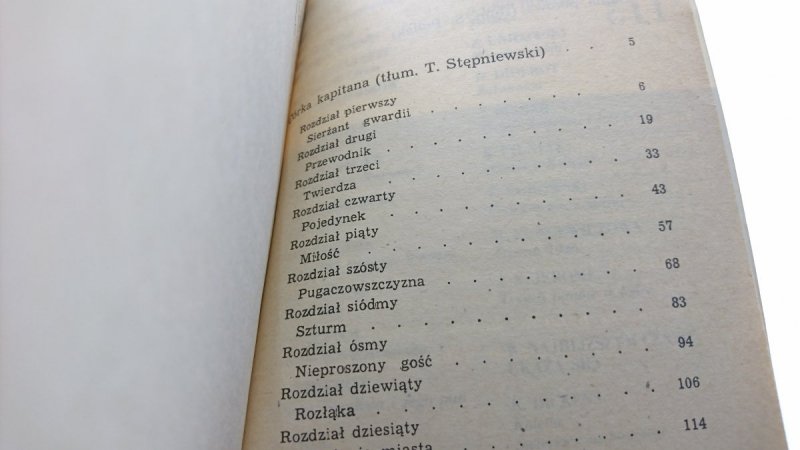 Córka kapitana (tłum. T. Stępniewski) . . 5
Rozdział pierwszy
Sierżant gwardii . . . . . . . . 6
Rozdział drugi
Przewodnik . . . . . . . . . . 19
Rozdział trzeci
Twierdza . . . . . . . . . . 33
Rozdział czwarty
Pojedynek . . . . . . . . . . 43
Rozdział piąty
Miłość . . . . . . . . . . . 57
Rozdział szósty
Pugaczowszczyzna . . . . . . . . 68
Rozdział siódmy
Szturm . . . . . . . . . . . 83
Rozdział ósmy
Nieproszony gość . . . . . . . . 94
Rozdział dziewiąty
Rozłąka . . . . . . . . . . . 106
Rozdział dziesiąty
miasta . . . . . . . . 114